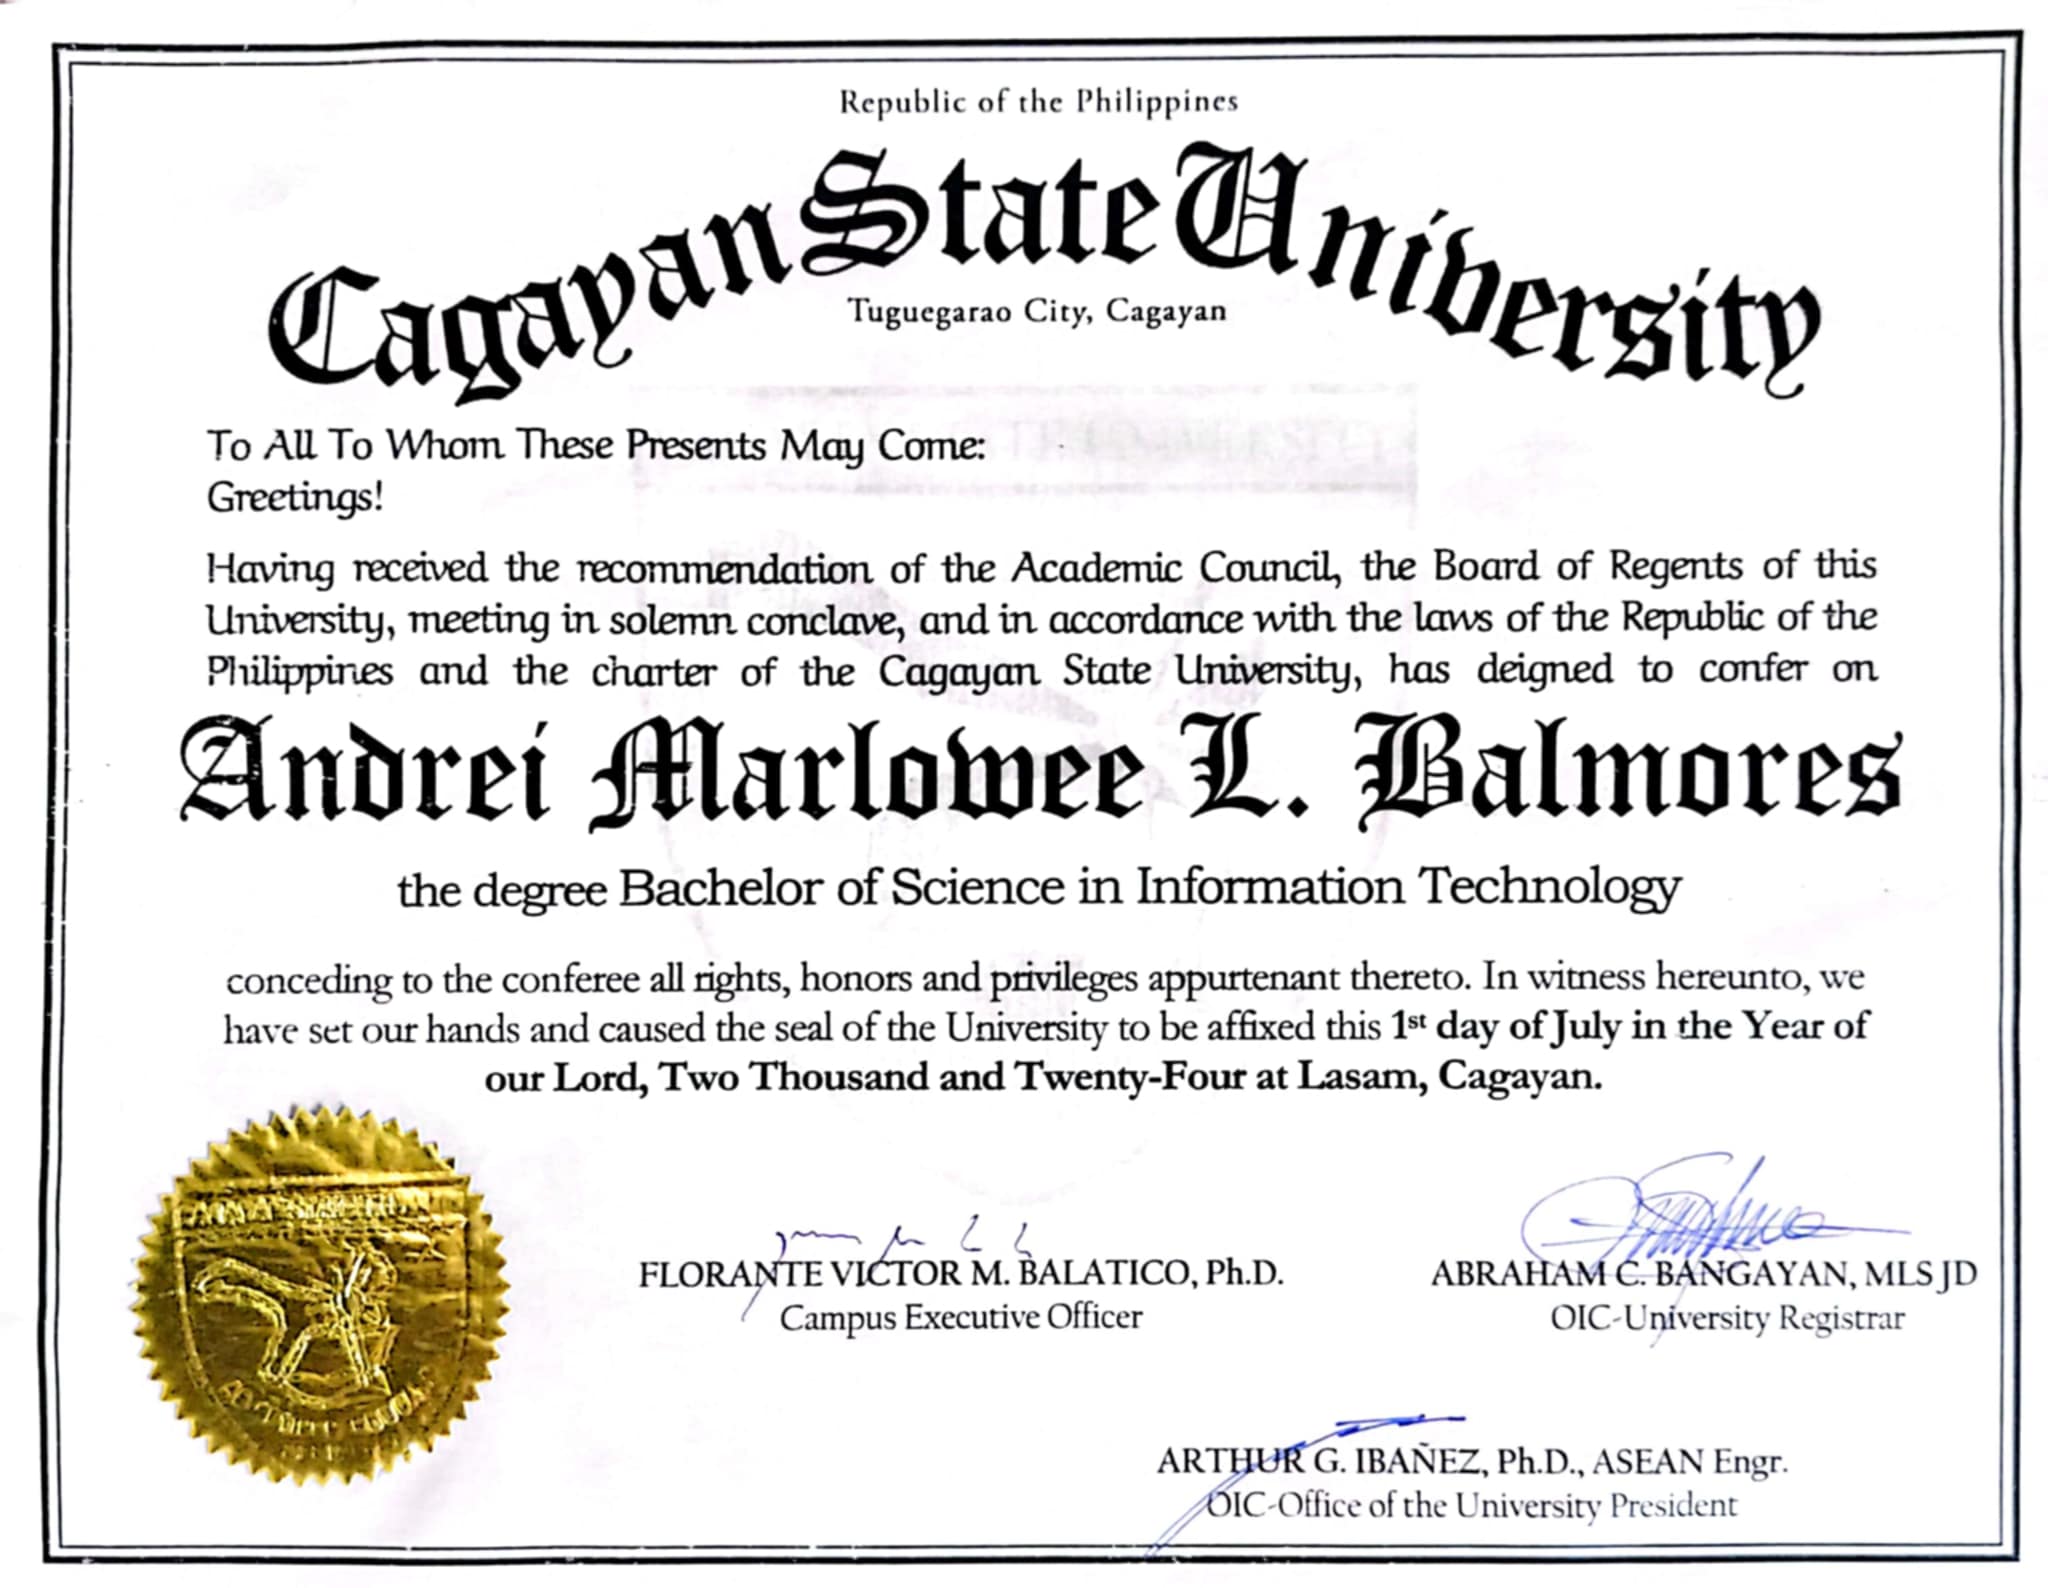 Republic of the Philippines
Cagayan State University
Tuguegarao City, Cagayan
To All To Whom These Presents May Come:
Greetings!
Having received the recommendation of the Academic Council, the Board of Regents of this
University, meeting in solemn conclave, and in accordance with the laws of the Republic of the
Philippines and the charter of the Cagayan State University, has deigned to confer on
Andrei Marlowee L. Balmores
the degree Bachelor of Science in Information Technology
conceding to the conferee all rights, honors and privileges appurtenant thereto. In witness hereunto, we
have set our hands and caused the seal of the University to be affixed this 1st day of July in the Year of
our Lord, Two Thousand and Twenty-Four at Lasam, Cagayan.
FLORANTE VICTOR M. BALATICO, Ph.D.
Campus Executive Officer
ABRAHAM C. BANGAYAN, MLS JD
OIC-University Registrar
ARTHUR G. IBAÑEZ, Ph.D., ASEAN Engr.
OIC-Office of the University President